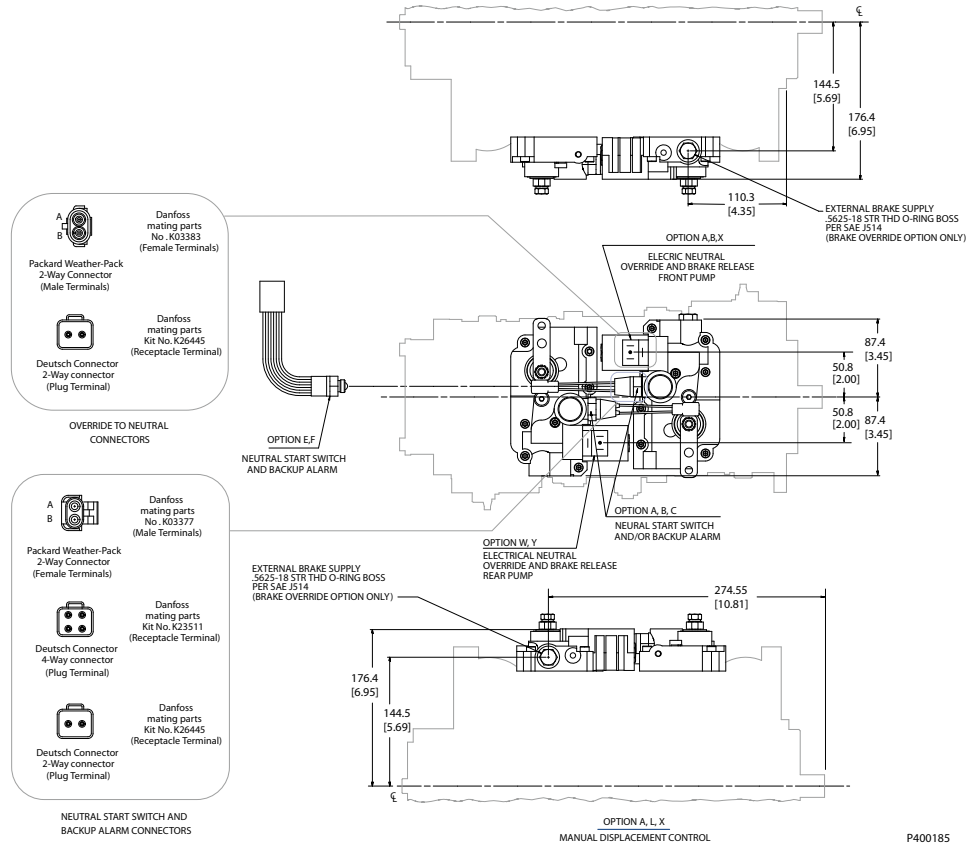 ℄
144.5
[5.69]
176.4
[6.95]
110.3
[4.35]
EXTERNAL BRAKE SUPPLY
.5625-18 STR THD O-RING BOSS
PER SAE J514
(BRAKE OVERRIDE OPTION ONLY)
A
B
Danfoss
mating parts
No . K03383
(Female Terminals)
Packard Weather-Pack
2-Way Connector
(Male Terminals)
Danfoss
mating parts
Kit No. K26445
(Receptacle Terminal)
Deutsch Connector
2-Way connector
(Plug Terminal)
OVERRIDE TO NEUTRAL
CONNECTORS
OPTION A,B,X
ELECRIC NEUTRAL
OVERRIDE AND BRAKE RELEASE
FRONT PUMP
87.4
[3.45]
50.8
[2.00]
50.8
[2.00]
87.4
[3.45]
OPTION E,F
NEUTRAL START SWITCH
AND BACKUP ALARM
A
B
Danfoss
mating parts
No . K03377
(Male Terminals)
Packard Weather-Pack
2-Way Connector
(Female Terminals)
Danfoss
mating parts
Kit No. K23511
(Receptacle Terminal)
Deutsch Connector
4-Way connector
(Plug Terminal)
Danfoss
mating parts
Kit No. K26445
(Receptacle Terminal)
Deutsch Connector
2-Way connector
(Plug Terminal)
NEUTRAL START SWITCH AND
BACKUP ALARM CONNECTORS
OPTION A, B, C
NEURAL START SWITCH
AND/OR BACKUP ALARM
OPTION W, Y
ELECTRICAL NEUTRAL
OVERRIDE AND BRAKE RELEASE
REAR PUMP
EXTERNAL BRAKE SUPPLY
.5625-18 STR THD O-RING BOSS
PER SAE J514
(BRAKE OVERRIDE OPTION ONLY)
274.55
[10.81]
176.4
[6.95]
144.5
[5.69]
℄
OPTION A, L, X
MANUAL DISPLACEMENT CONTROL
P400185